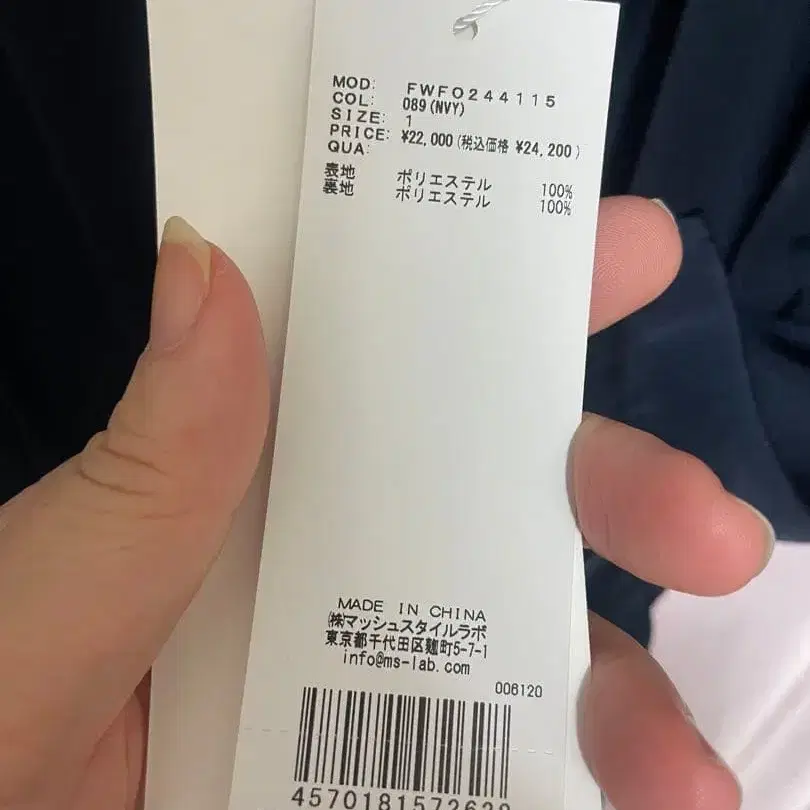 MOD: FWFO244115
COL: 089(NVY)
SIZE: 1
PRICE: ¥22,000(税込価格 ¥24,200)
QUA:
表地 ポリエステル 100%
裏地 ポリエステル 100%
MADE IN CHINA
㈱マッシュスタイルラボ
東京都千代田区麹町5-7-1
info@ms-lab.com
006120